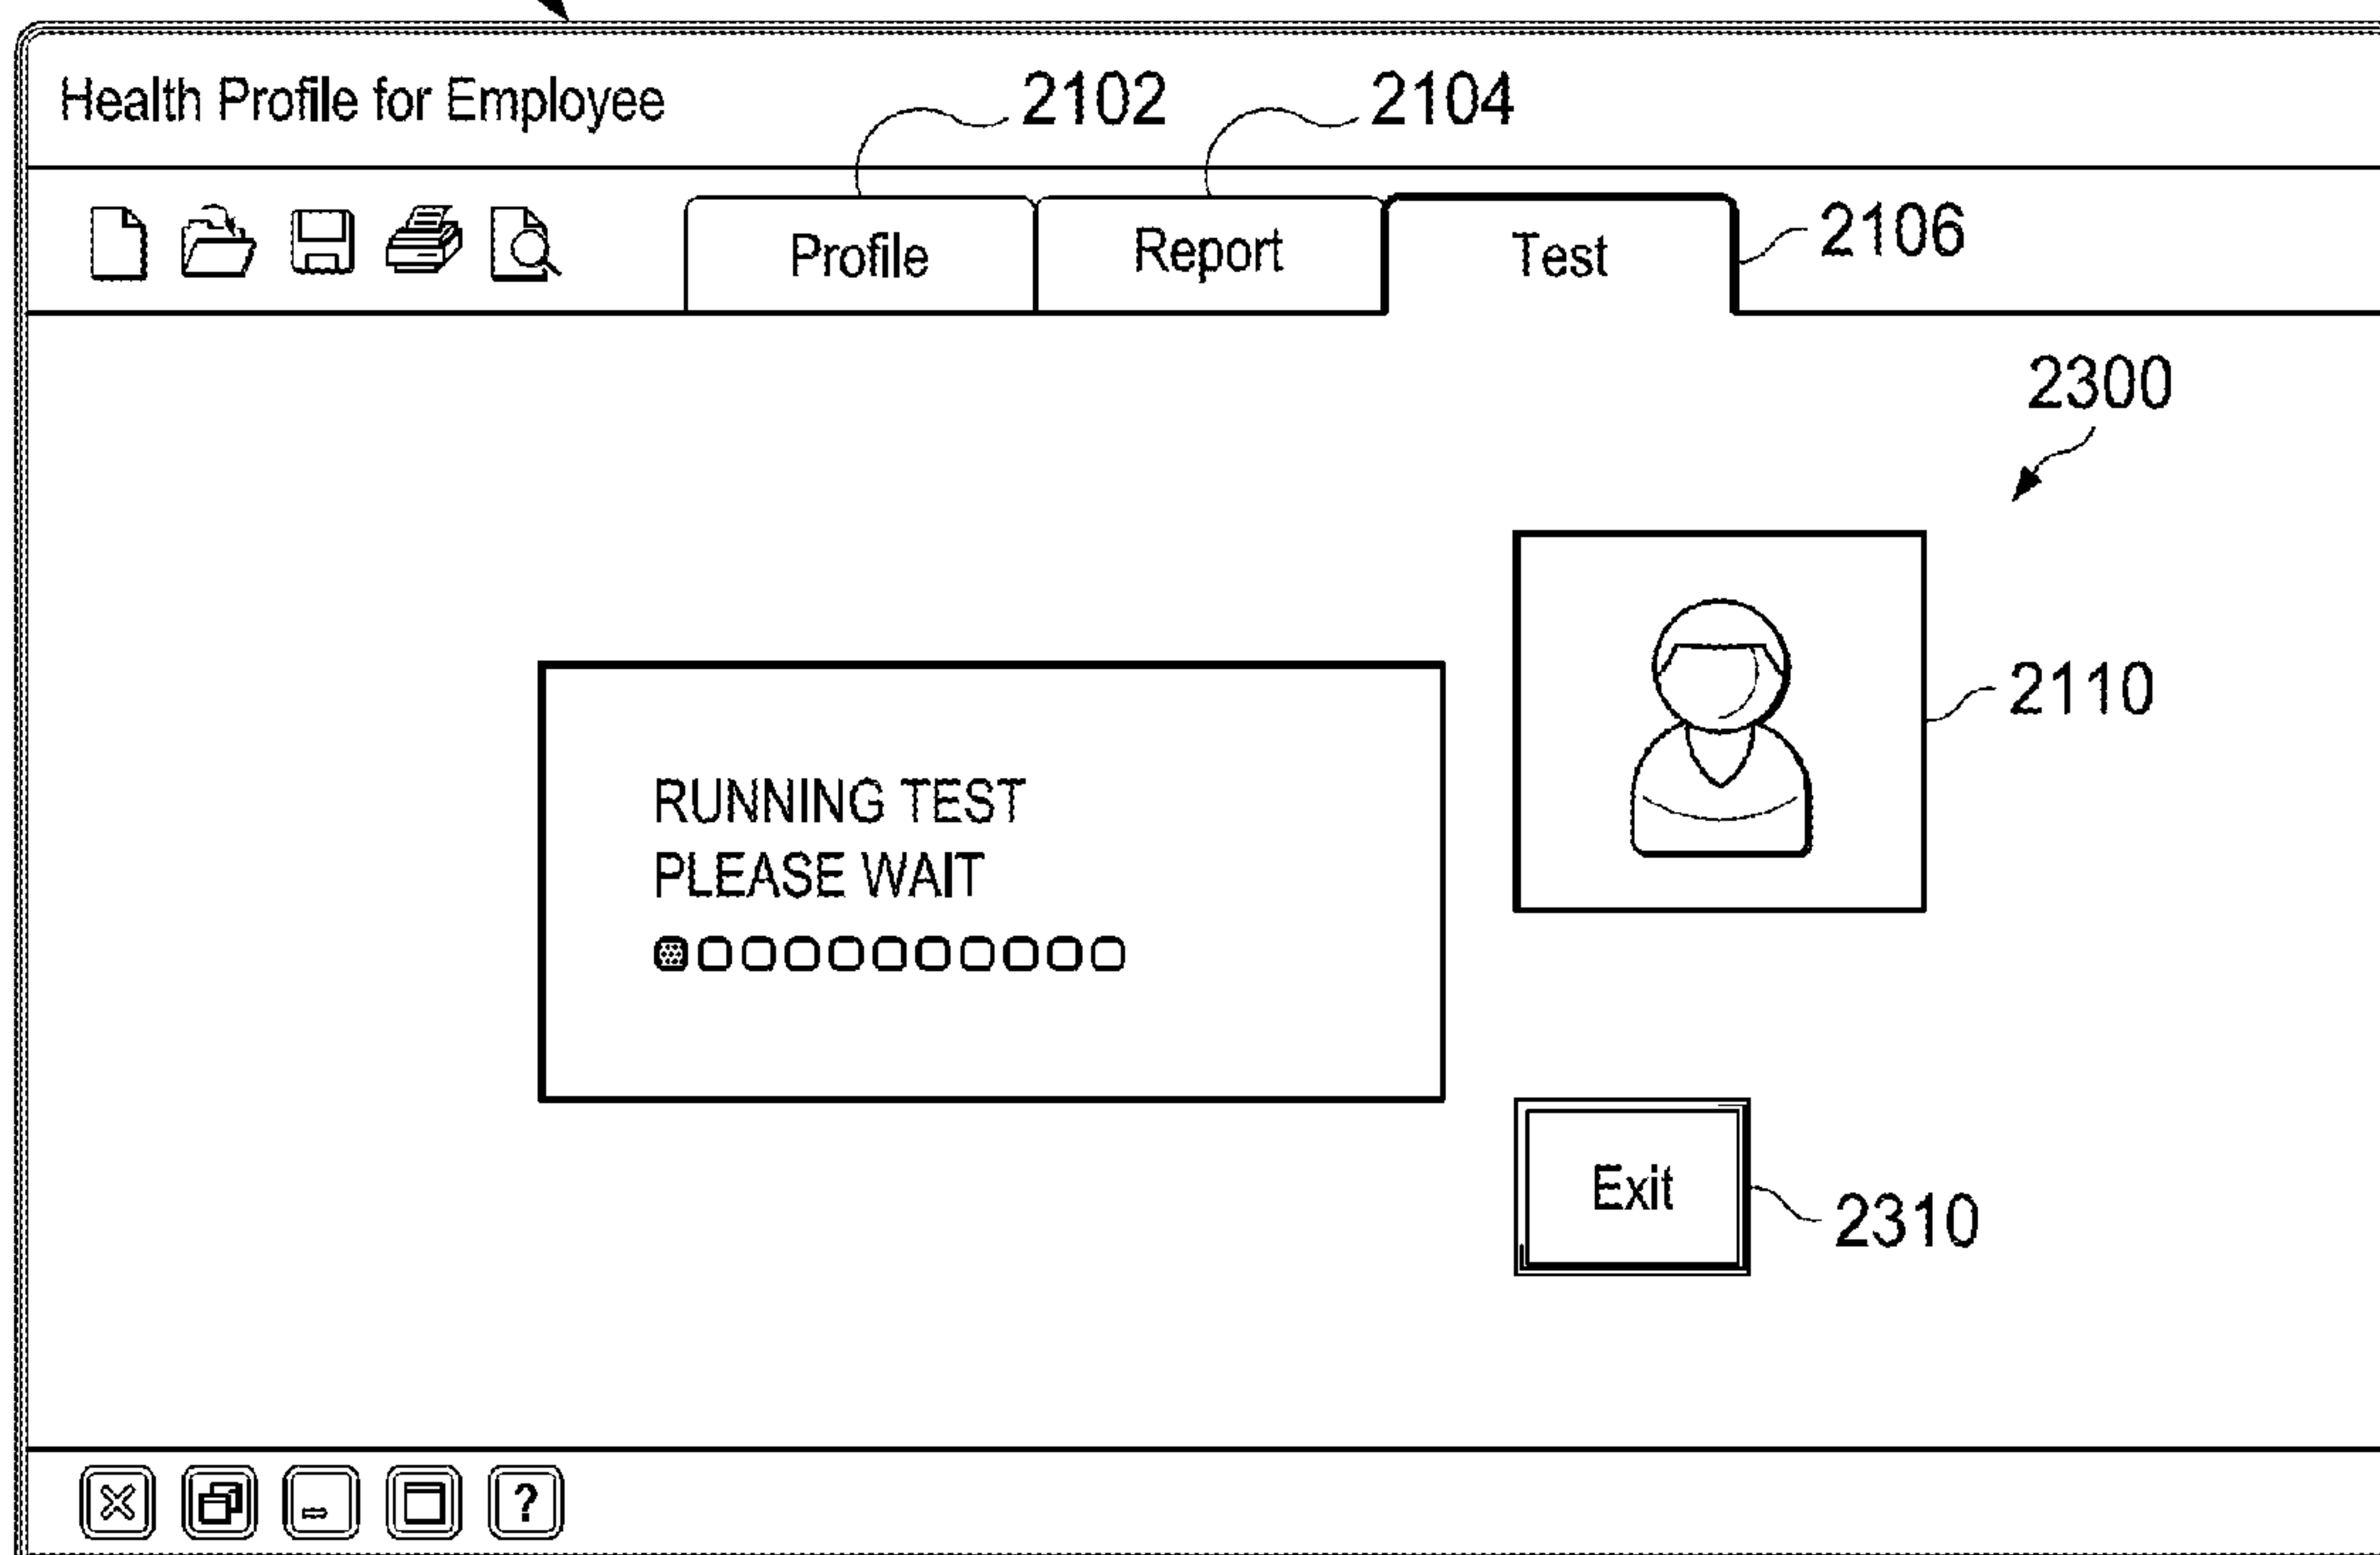 Health Profile for Employee
2102
2104
Profile
Report
Test
2106
2300
2110
RUNNING TEST
PLEASE WAIT
Exit
2310
?